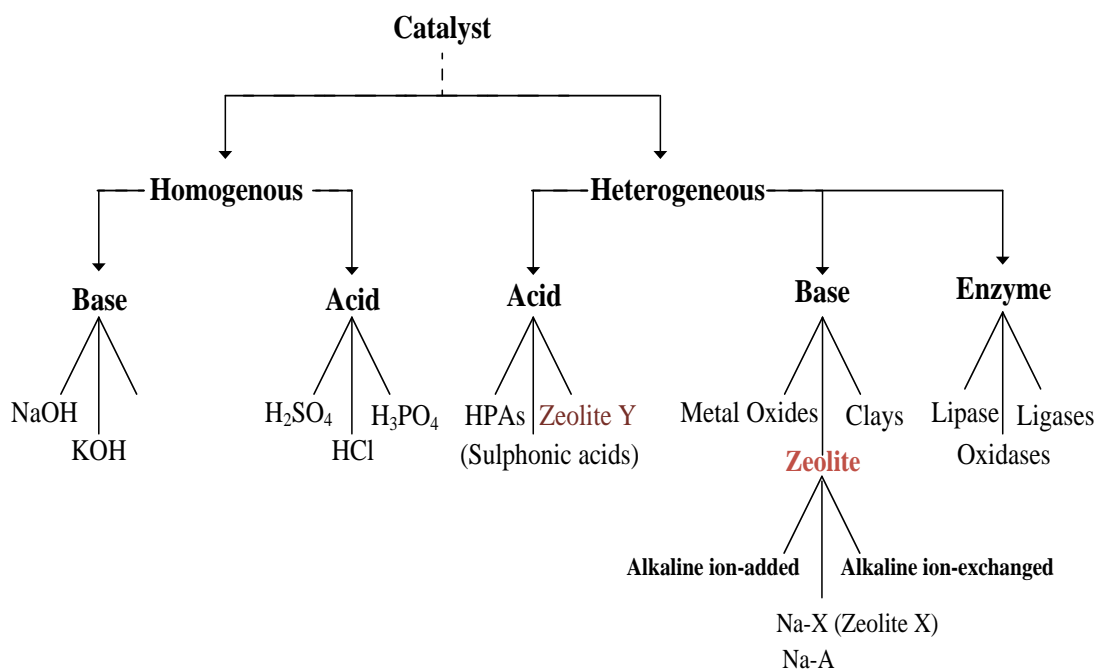 Catalyst
Homogenous
Heterogeneous
Base
Acid
Acid
Base
Enzyme
NaOH
KOH
H₂SO₄
HCl
H₃PO₄
HPAs
Zeolite Y
(Sulphonic acids)
Metal Oxides
Clays
Zeolite
Lipase
Ligases
Oxidases
Alkaline ion-added
Alkaline ion-exchanged
Na-X (Zeolite X)
Na-A